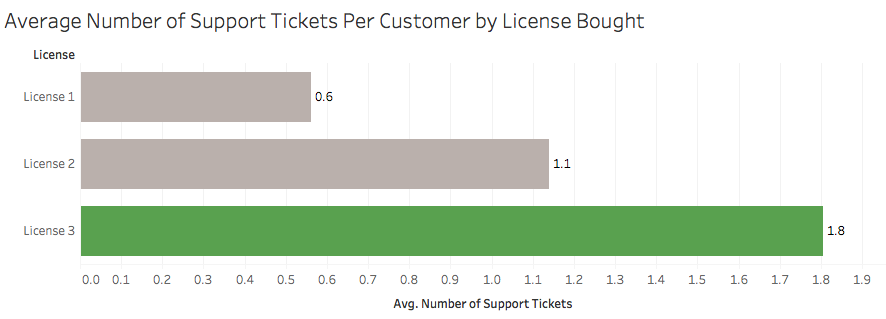 Average Number of Support Tickets Per Customer by License Bought
License
License 1 0.6
License 2 1.1
License 3 1.8
0.0 0.1 0.2 0.3 0.4 0.5 0.6 0.7 0.8 0.9 1.0 1.1 1.2 1.3 1.4 1.5 1.6 1.7 1.8 1.9
Avg. Number of Support Tickets